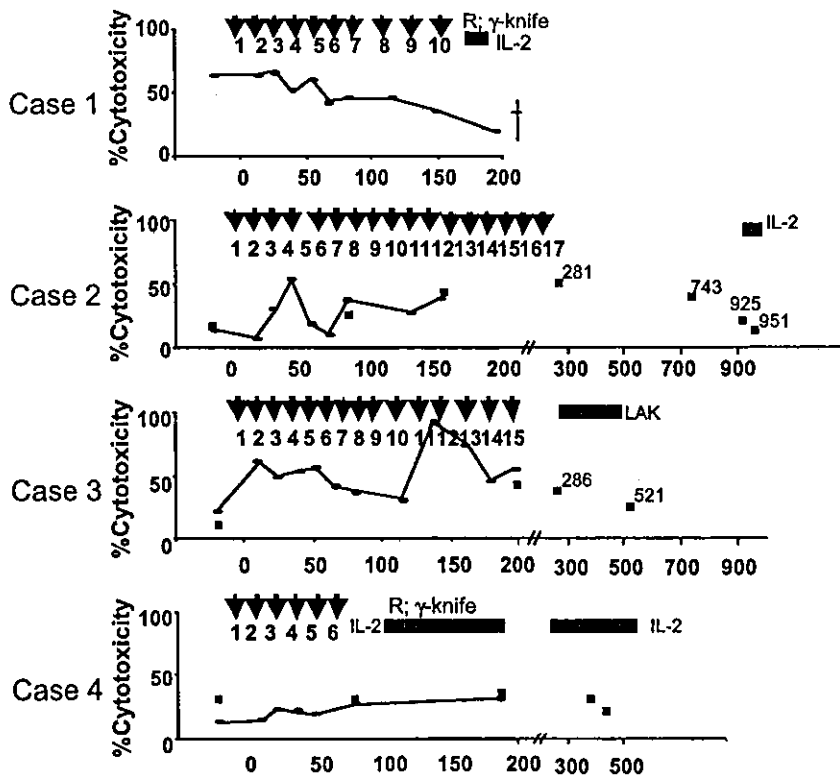 R; γ-knife
1 2 3 4 5 6 7 8 9 10
IL-2
100
50
0
%Cytotoxicity
Case 1
0 50 100 150 200
IL-2
1 2 3 4 5 6 7 8 9 10 11 12 13 14 15 16 17
100
50
0
%Cytotoxicity
Case 2
281
743
925
951
0 50 100 150 200 300 500 700 900
LAK
1 2 3 4 5 6 7 8 9 10 11 12 13 14 15
100
50
0
%Cytotoxicity
Case 3
286
521
0 50 100 150 200 300 500 700 900
R; γ-knife
1 2 3 4 5 6 IL-2 IL-2
100
50
0
%Cytotoxicity
Case 4
0 50 100 150 200 300 500